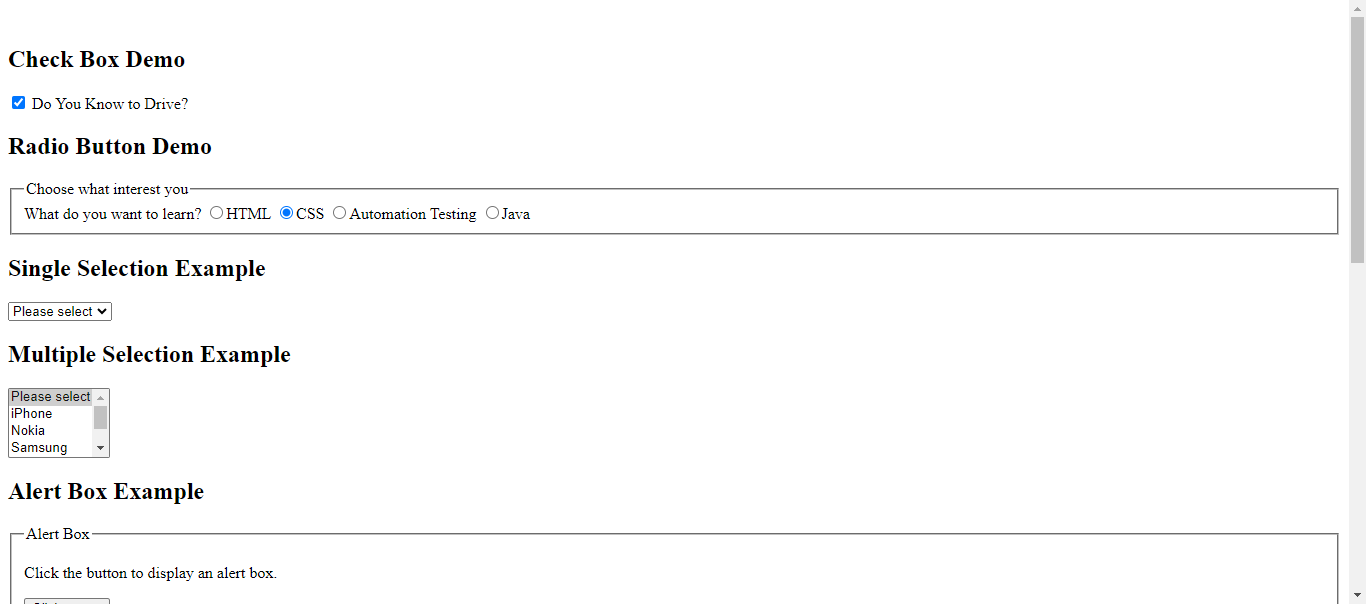 Check Box Demo
Do You Know to Drive?
Radio Button Demo
Choose what interest you
What do you want to learn? HTML CSS Automation Testing Java
Single Selection Example
Please select
Multiple Selection Example
Please select
iPhone
Nokia
Samsung
Alert Box Example
Alert Box
Click the button to display an alert box.